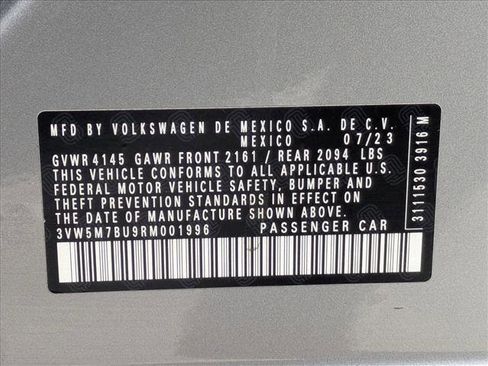 MFD BY VOLKSWAGEN DE MEXICO S.A. DE C.V.
MEXICO 07/23
GVWR 4145 GAWR FRONT 2161 / REAR 2094 LBS
THIS VEHICLE CONFORMS TO ALL APPLICABLE U.S.
FEDERAL MOTOR VEHICLE SAFETY, BUMPER, AND
THEFT PREVENTION STANDARDS IN EFFECT ON
THE DATE OF MANUFACTURE SHOWN ABOVE.
3VW5M7BU9RM001996 PASSENGER CAR
31111530 3916 M